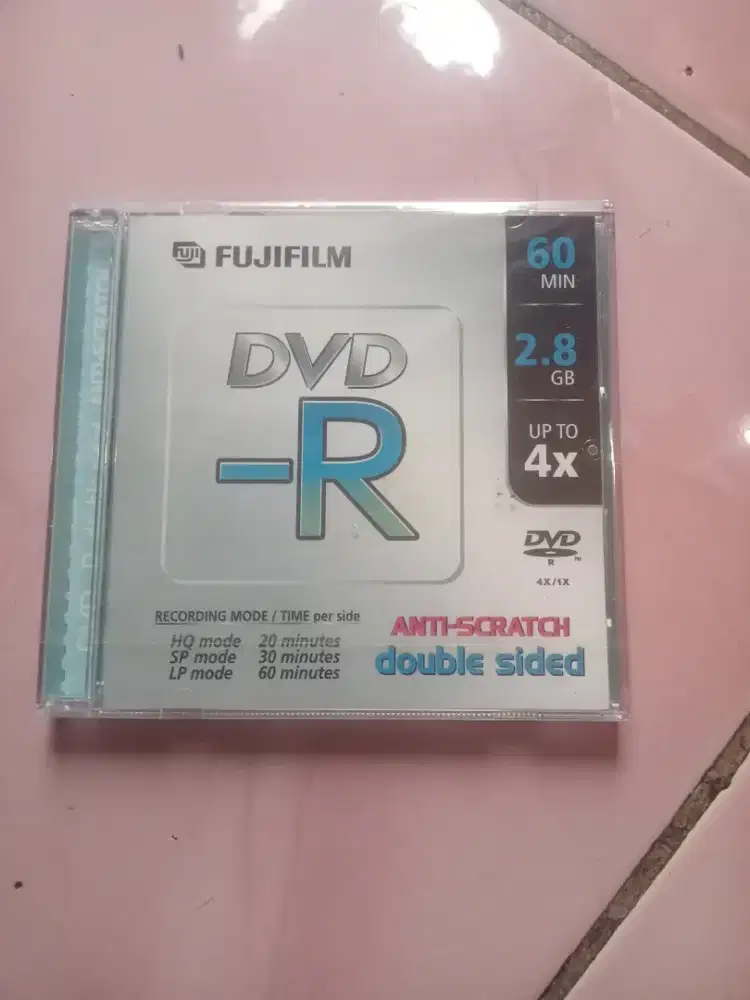 FUJI FUJIFILM
DVD
-R
60
MIN
2.8
GB
UP TO
4x
DVD
R
4X/1X
RECORDING MODE / TIME per side
HQ mode 20 minutes
SP mode 30 minutes
LP mode 60 minutes
ANTI-SCRATCH
double sided